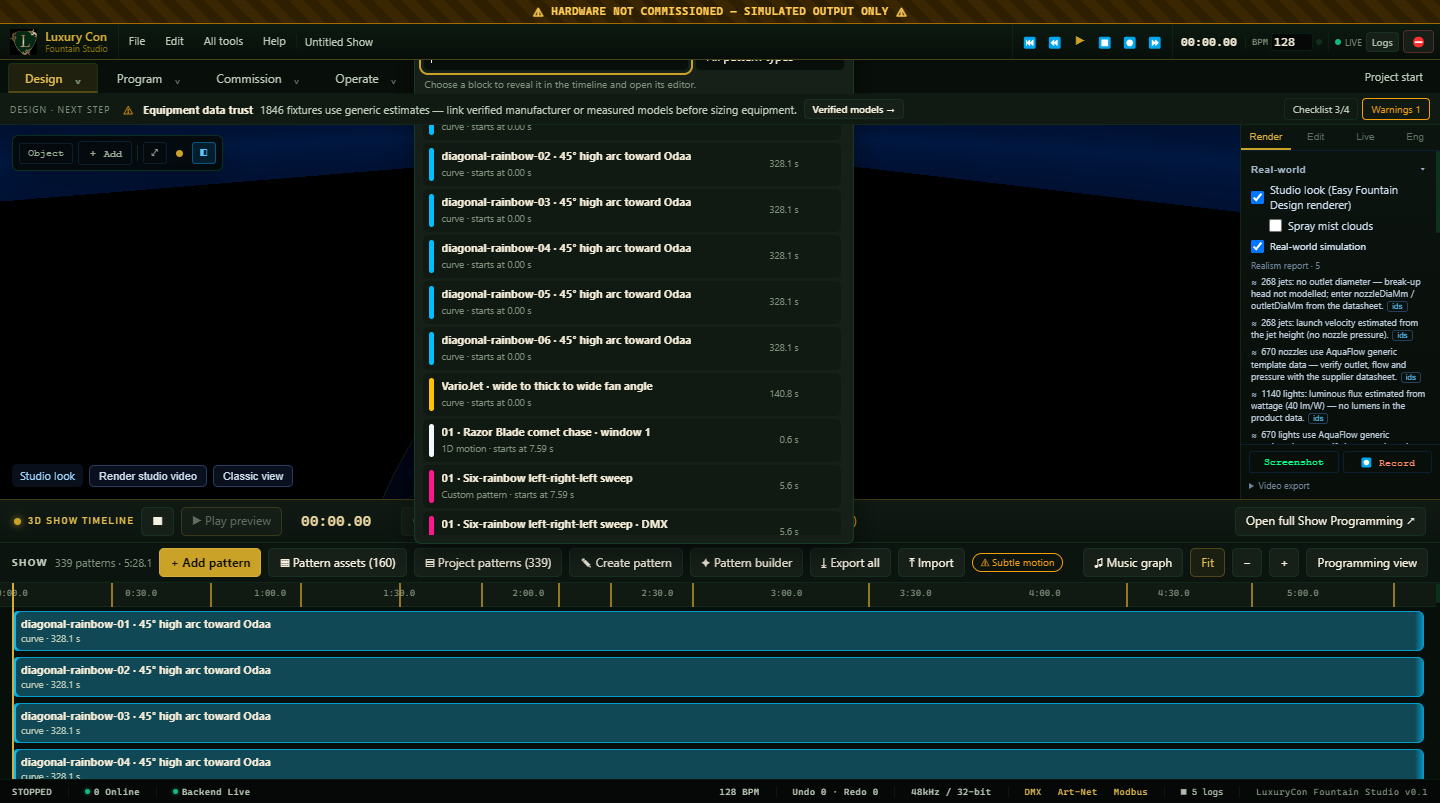 ⚠ HARDWARE NOT COMMISSIONED — SIMULATED OUTPUT ONLY ⚠
Luxury Con
Fountain Studio
File Edit All tools Help Untitled Show
00:00.00 BPM 128 LIVE Logs
Design Program Commission Operate
Project start
Choose a block to reveal it in the timeline and open its editor.
DESIGN · NEXT STEP ⚠ Equipment data trust 1846 fixtures use generic estimates — link verified manufacturer or measured models before sizing equipment. Verified models →
Checklist 3/4 Warnings 1
Object + Add
curve · starts at 0.00 s
diagonal-rainbow-02 · 45° high arc toward Odaa
curve · starts at 0.00 s
328.1 s
diagonal-rainbow-03 · 45° high arc toward Odaa
curve · starts at 0.00 s
328.1 s
diagonal-rainbow-04 · 45° high arc toward Odaa
curve · starts at 0.00 s
328.1 s
diagonal-rainbow-05 · 45° high arc toward Odaa
curve · starts at 0.00 s
328.1 s
diagonal-rainbow-06 · 45° high arc toward Odaa
curve · starts at 0.00 s
328.1 s
VarioJet · wide to thick to wide fan angle
curve · starts at 0.00 s
140.8 s
01 · Razor Blade comet chase · window 1
1D motion · starts at 7.59 s
0.6 s
01 · Six-rainbow left-right-left sweep
Custom pattern · starts at 7.59 s
5.6 s
01 · Six-rainbow left-right-left sweep · DMX
5.6 s
Render Edit Live Eng
Real-world
Studio look (Easy Fountain
Design renderer)
Spray mist clouds
Real-world simulation
Realism report · 5
≈ 268 jets: no outlet diameter — break-up
head not modelled; enter nozzleDiaMm /
outletDiaMm from the datasheet. ids
≈ 268 jets: launch velocity estimated from
the jet height (no nozzle pressure). ids
≈ 670 nozzles use AquaFlow generic
template data — verify outlet, flow and
pressure with the supplier datasheet. ids
≈ 1140 lights: luminous flux estimated from
wattage (40 lm/W) — no lumens in the
product data. ids
≈ 670 lights use AquaFlow generic
Screenshot Record
Video export
Studio look Render studio video Classic view
3D SHOW TIMELINE Play preview 00:00.00
Open full Show Programming ↗
SHOW 339 patterns · 5:28.1 + Add pattern Pattern assets (160) Project patterns (339) Create pattern Pattern builder Export all Import ⚠ Subtle motion Music graph Fit − + Programming view
0:00.0 0:30.0 1:00.0 1:30.0 2:00.0 2:30.0 3:00.0 3:30.0 4:00.0 4:30.0 5:00.0
diagonal-rainbow-01 · 45° high arc toward Odaa
curve · 328.1 s
diagonal-rainbow-02 · 45° high arc toward Odaa
curve · 328.1 s
diagonal-rainbow-03 · 45° high arc toward Odaa
curve · 328.1 s
diagonal-rainbow-04 · 45° high arc toward Odaa
curve · 328.1 s
STOPPED 0 Online Backend Live
128 BPM Undo 0 · Redo 0 48kHz / 32-bit DMX Art-Net Modbus 5 logs LuxuryCon Fountain Studio v0.1